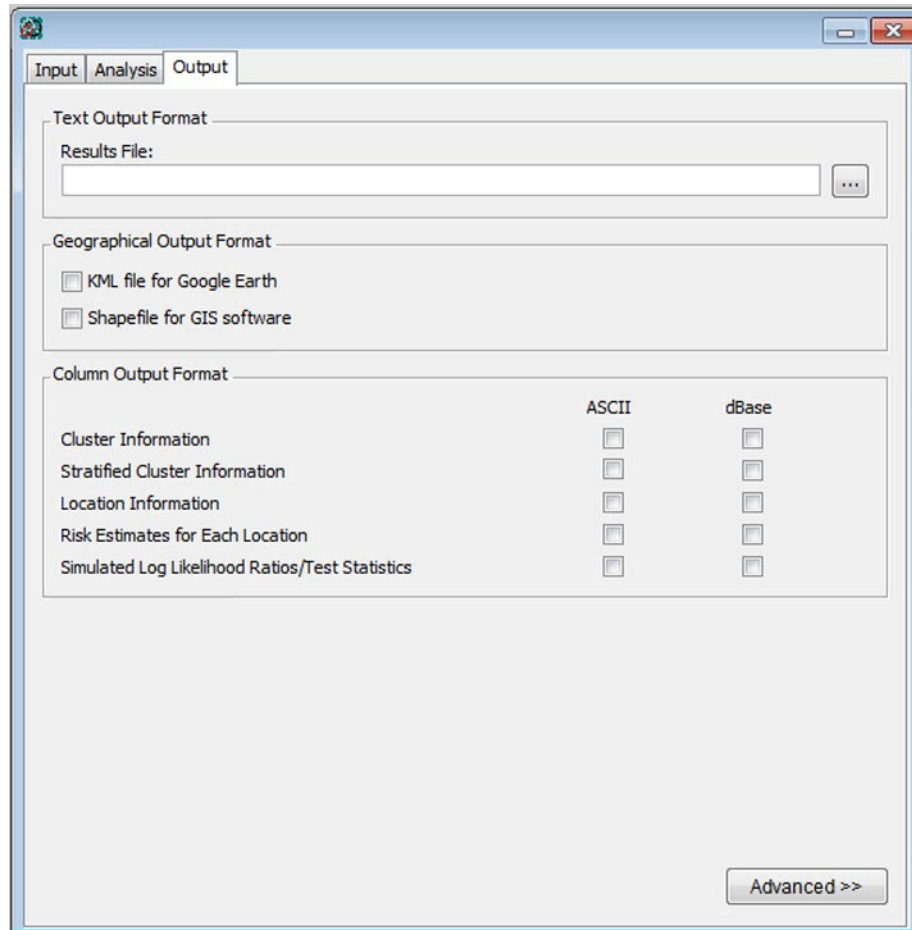 Input Analysis Output
Text Output Format
Results File:
...
Geographical Output Format
KML file for Google Earth
Shapefile for GIS software
Column Output Format
ASCII dBase
Cluster Information
Stratified Cluster Information
Location Information
Risk Estimates for Each Location
Simulated Log Likelihood Ratios/Test Statistics
Advanced >>